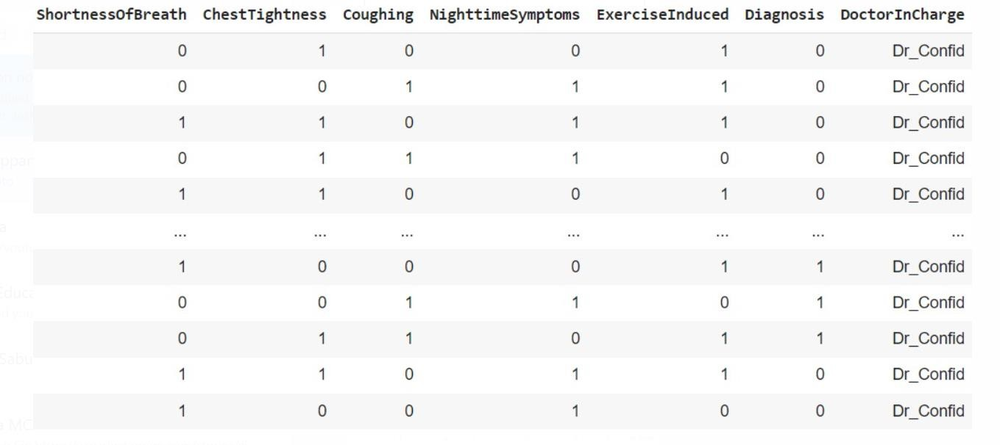 ShortnessOfBreath ChestTightness Coughing NighttimeSymptoms ExerciseInduced Diagnosis DoctorInCharge
0 1 0 0 1 0 Dr_Confid
0 0 1 1 1 0 Dr_Confid
1 1 0 1 1 0 Dr_Confid
0 1 1 1 0 0 Dr_Confid
1 1 0 0 1 0 Dr_Confid
... ... ... ... ... ... ...
1 0 0 0 1 1 Dr_Confid
0 0 1 1 0 1 Dr_Confid
0 1 1 0 1 1 Dr_Confid
1 1 0 1 1 0 Dr_Confid
1 0 0 1 0 0 Dr_Confid